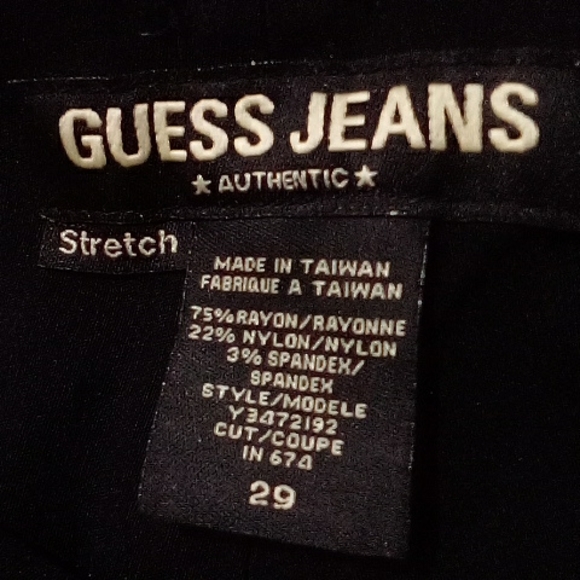 GUESS JEANS
★ AUTHENTIC ★
Stretch
MADE IN TAIWAN
FABRIQUE A TAIWAN
75% RAYON/RAYONNE
22% NYLON/NYLON
3% SPANDEX/
SPANDEX
STYLE/MODELE
Y3472192
CUT/COUPE
IN 674
29